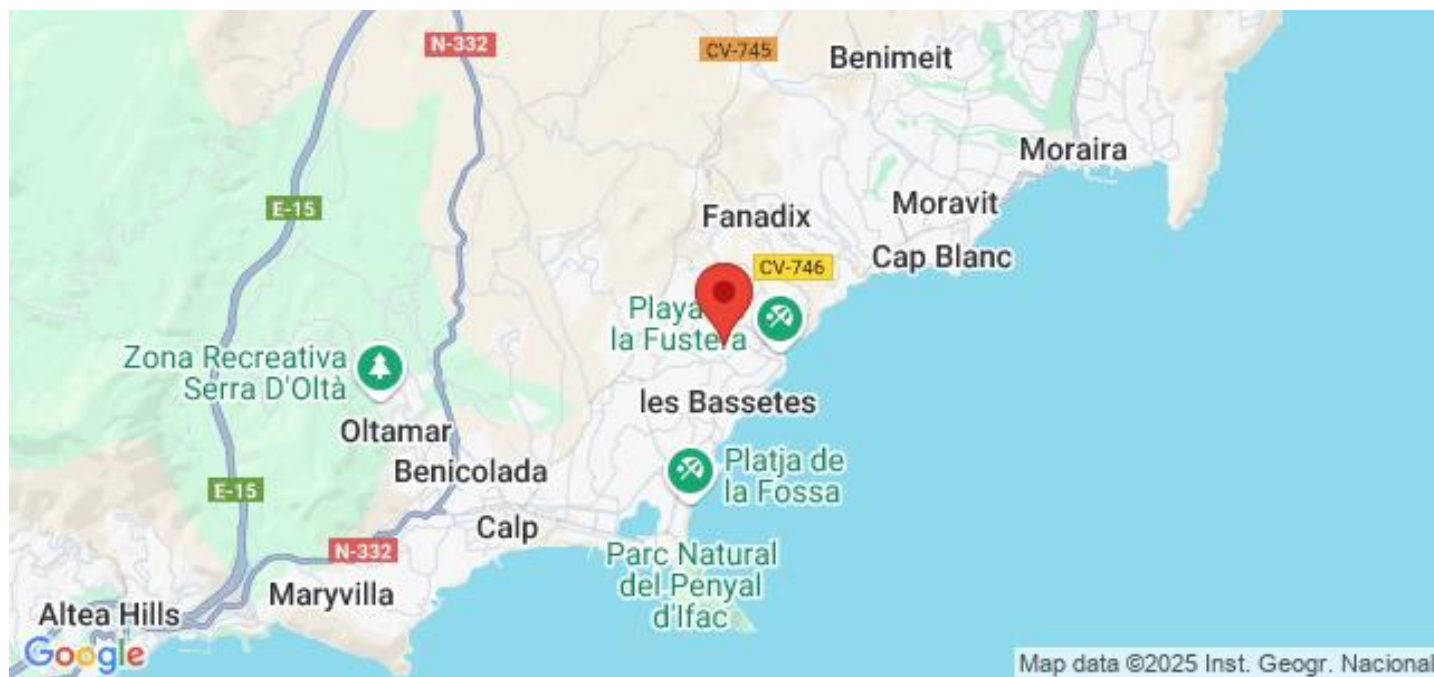 N-332
CV-745
Benimeit
Moraira
E-15
Moravit
Fanadix
Cap Blanc
CV-746
Playa
la Fustera
Zona Recreativa
Serra D'Oltà
les Bassetes
Oltamar
Benicolada
Platja de
la Fossa
E-15
Calp
N-332
Parc Natural
del Penyal
d'Ifac
Maryvilla
Altea Hills
Google
Map data ©2025 Inst. Geogr. Nacional